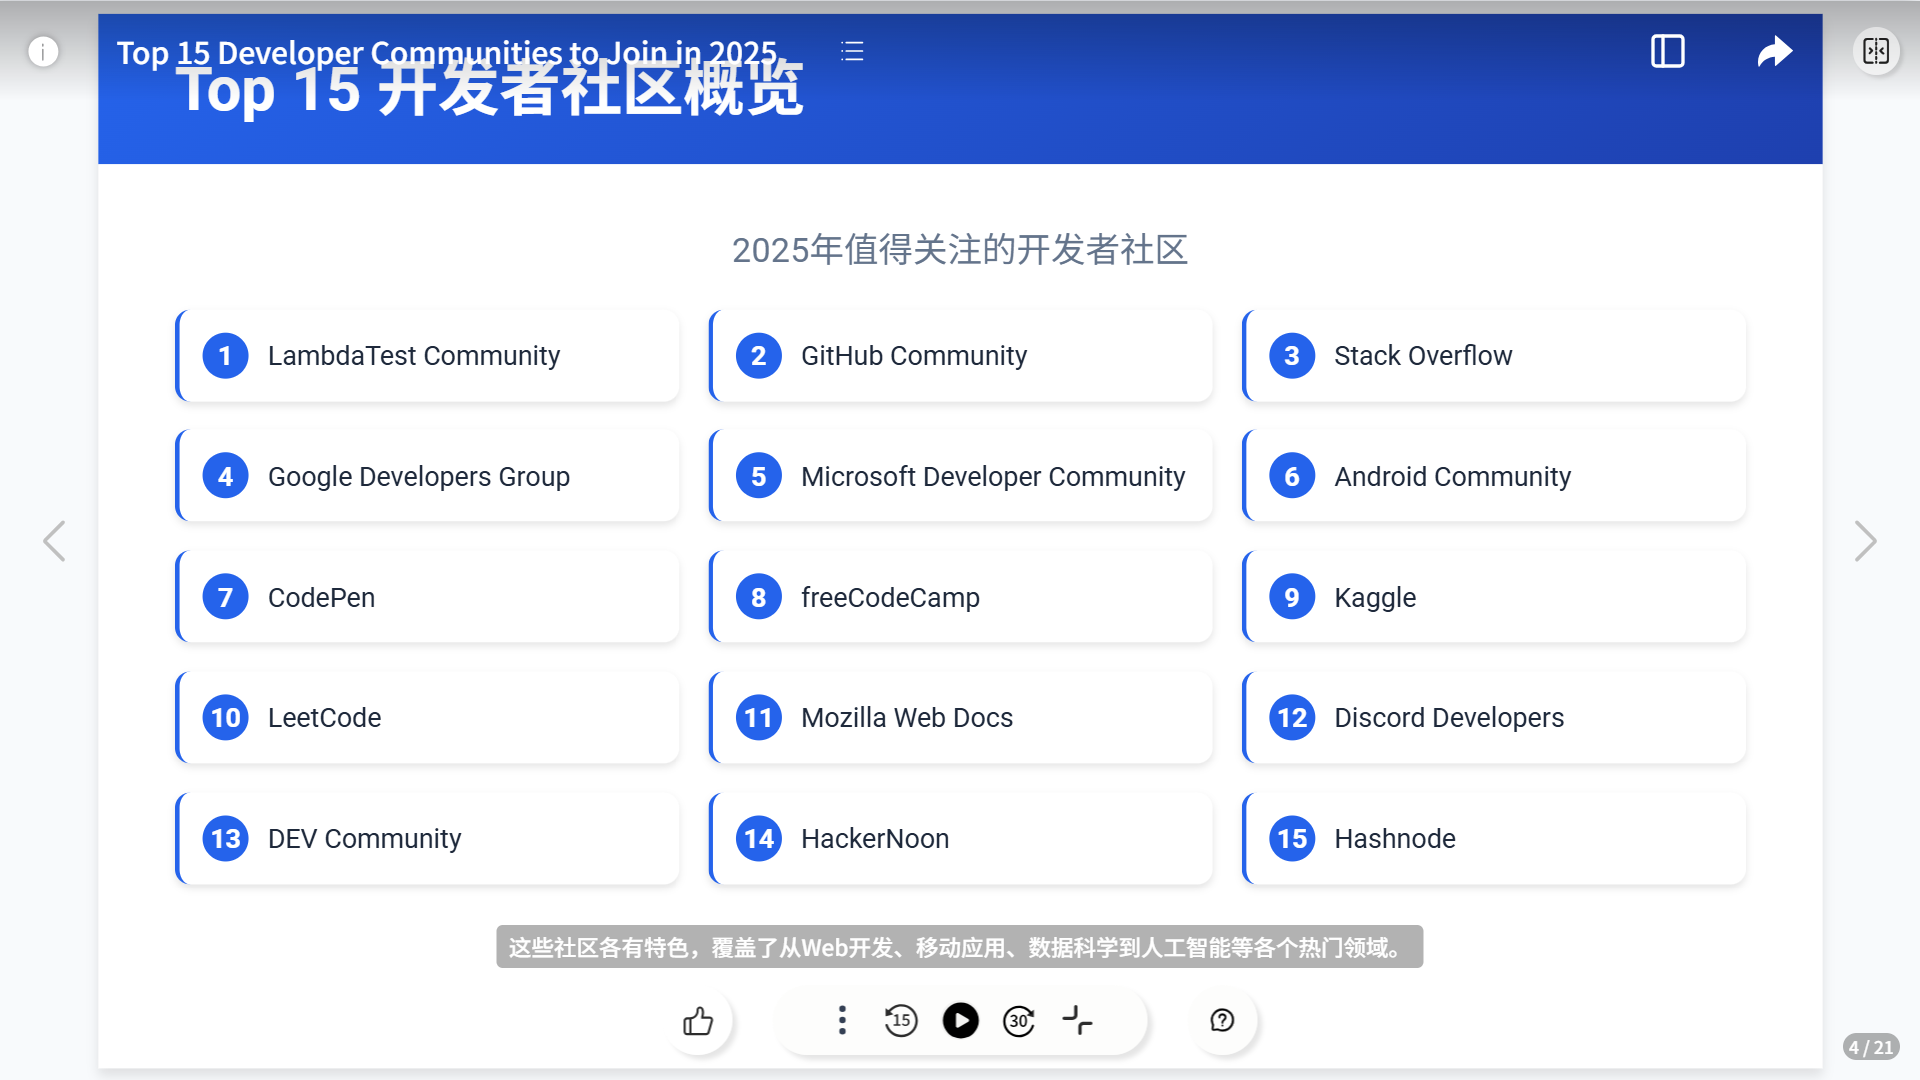 Top 15 Developer Communities to Join in 2025
Top 15 开发者社区概览
2025年值得关注的开发者社区
1 LambdaTest Community
2 GitHub Community
3 Stack Overflow
4 Google Developers Group
5 Microsoft Developer Community
6 Android Community
7 CodePen
8 freeCodeCamp
9 Kaggle
10 LeetCode
11 Mozilla Web Docs
12 Discord Developers
13 DEV Community
14 HackerNoon
15 Hashnode
这些社区各有特色，覆盖了从Web开发、移动应用、数据科学到人工智能等各个热门领域。
15
30
4 / 21